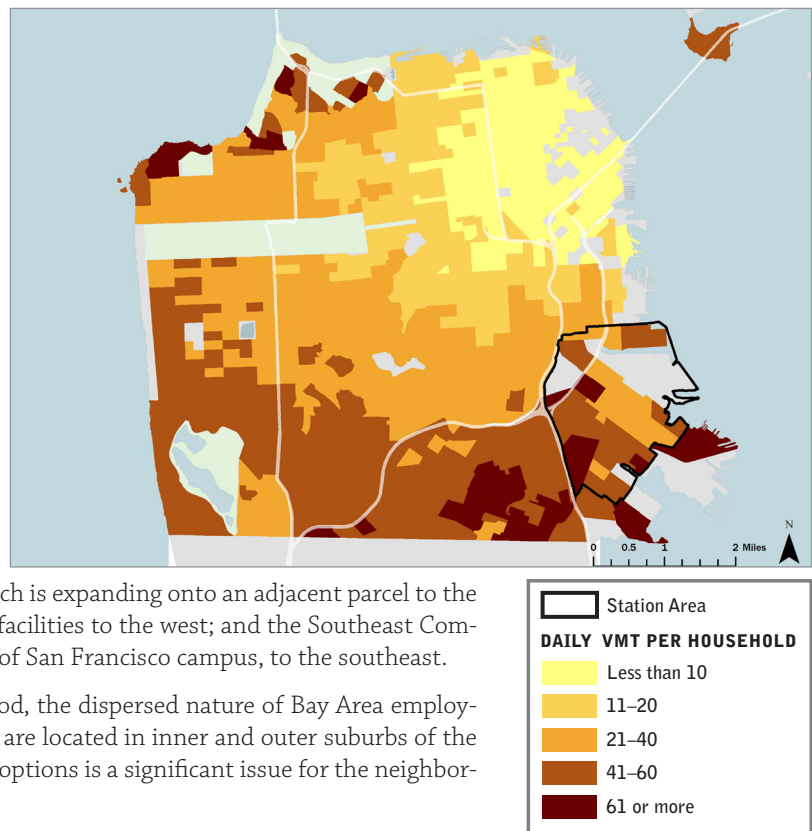 N
0 0.5 1 2 Miles
ch is expanding onto an adjacent parcel to the
facilities to the west; and the Southeast Com-
of San Francisco campus, to the southeast.
od, the dispersed nature of Bay Area employ-
are located in inner and outer suburbs of the
options is a significant issue for the neighbor-
Station Area
DAILY VMT PER HOUSEHOLD
Less than 10
11–20
21–40
41–60
61 or more